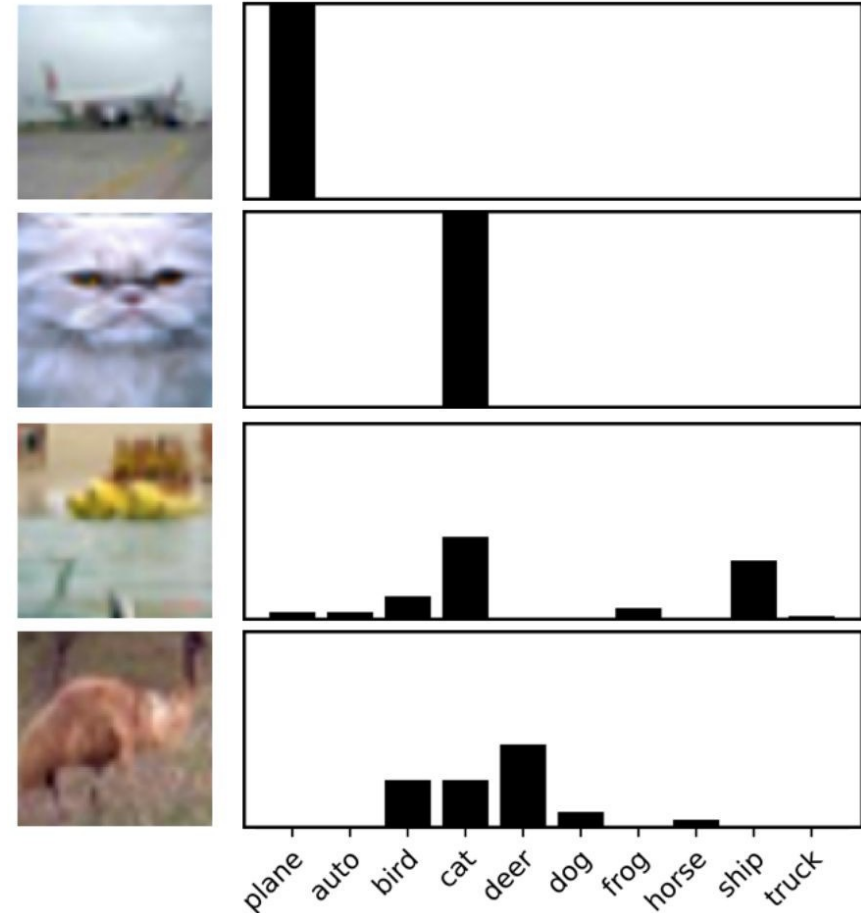 plane
auto
bird
cat
deer
dog
frog
horse
ship
truck